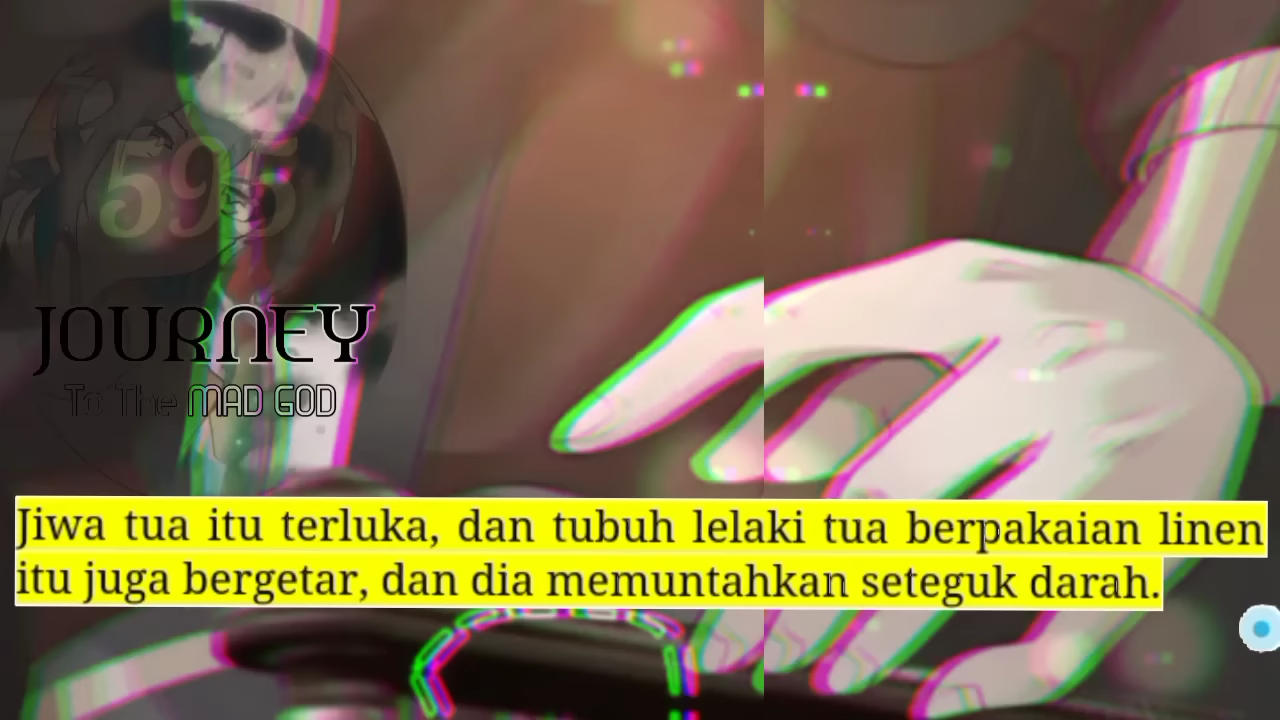 595
JOURNEY
To The MAD GOD
Jiwa tua itu terluka, dan tubuh lelaki tua berpakaian linen
itu juga bergetar, dan dia memuntahkan seteguk darah.